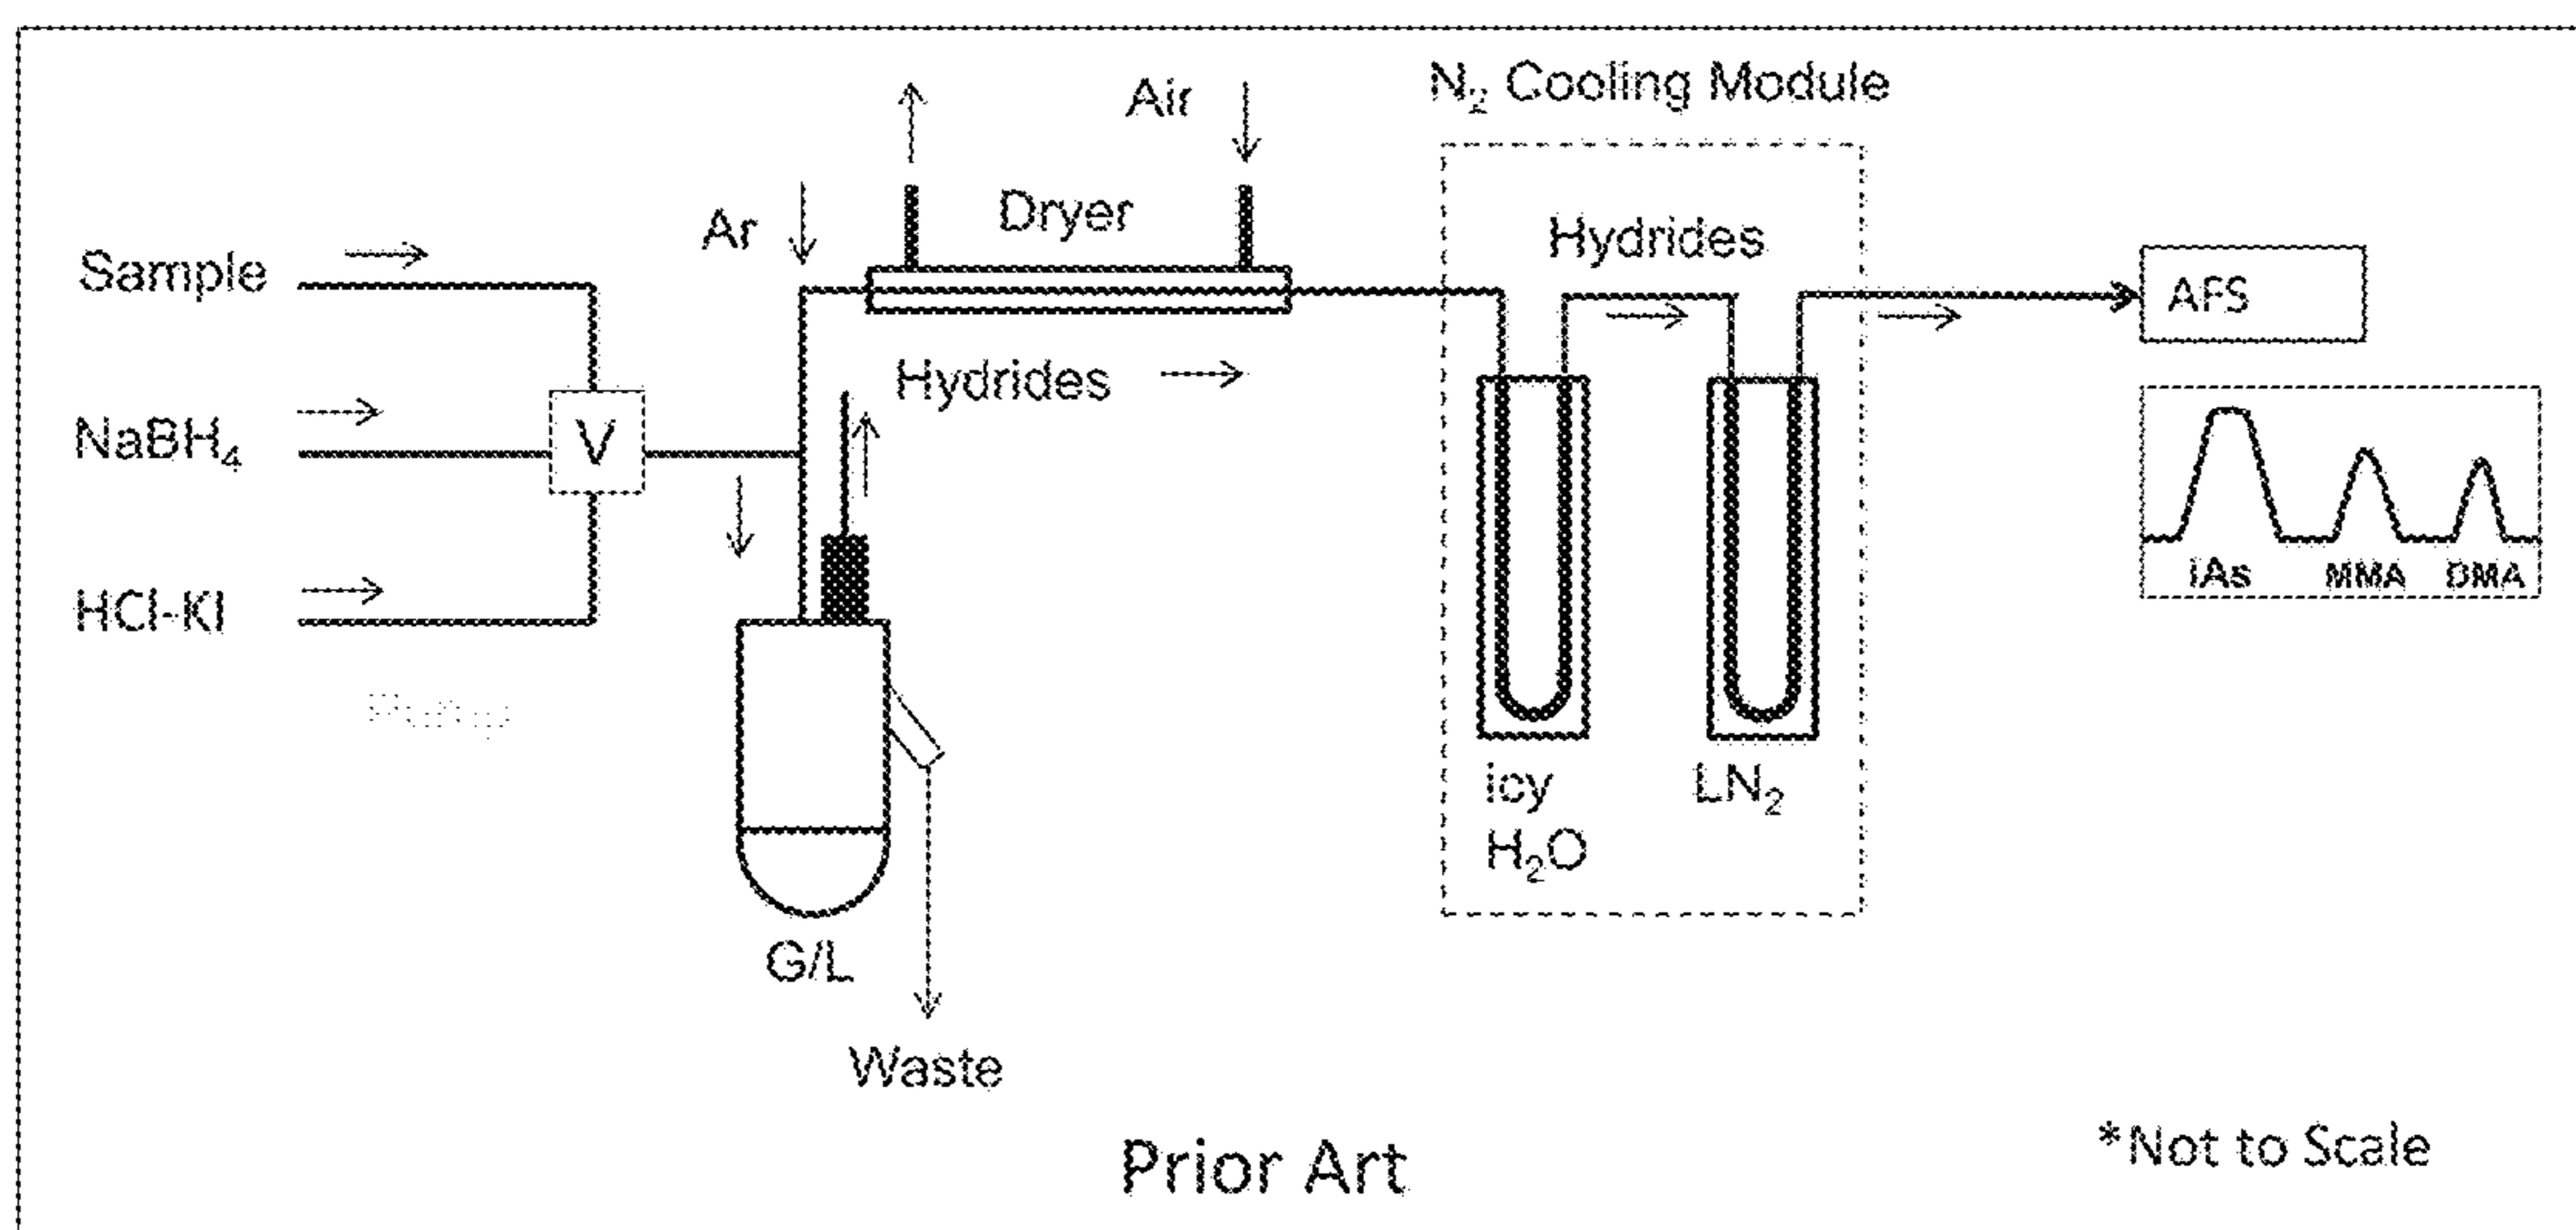 N₂ Cooling Module
Air
Dryer
Ar
Hydrides
Sample
AFS
Hydrides
NaBH₄
V
HCl-KI
iAs MMA DMA
Pump
icy
H₂O
LN₂
G/L
Waste
Prior Art
*Not to Scale